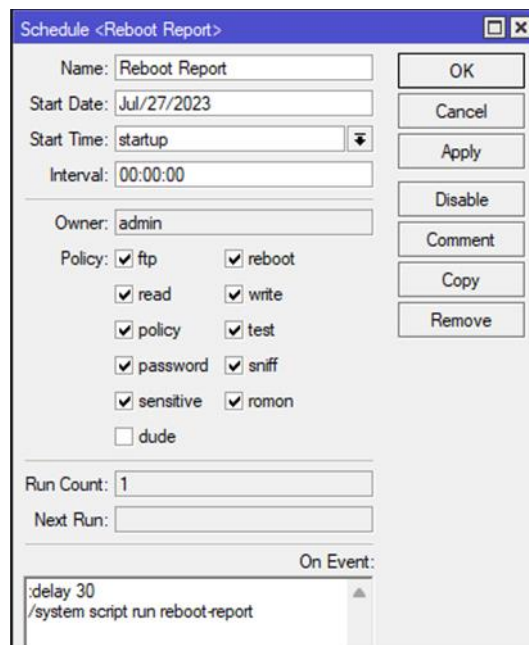 Schedule <Reboot Report>
Name: Reboot Report
Start Date: Jul/27/2023
Start Time: startup
Interval: 00:00:00
Owner: admin
Policy: ftp reboot
read write
policy test
password sniff
sensitive romon
dude
Run Count: 1
Next Run:
On Event:
:delay 30
/system script run reboot-report
OK
Cancel
Apply
Disable
Comment
Copy
Remove